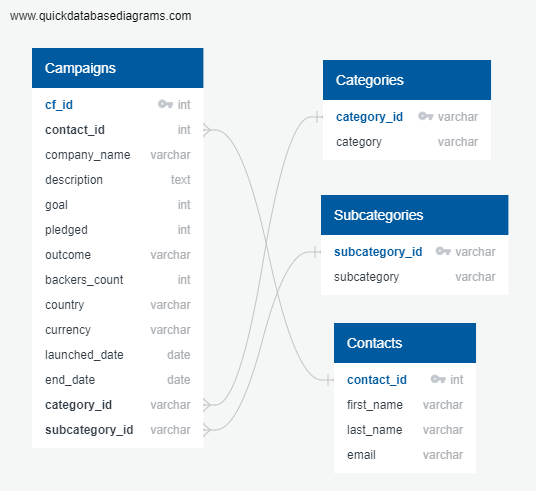 www.quickdatabasediagrams.com
Campaigns
cf_id int
contact_id int
company_name varchar
description text
goal int
pledged int
outcome varchar
backers_count int
country varchar
currency varchar
launched_date date
end_date date
category_id varchar
subcategory_id varchar
Categories
category_id varchar
category varchar
Subcategories
subcategory_id varchar
subcategory varchar
Contacts
contact_id int
first_name varchar
last_name varchar
email varchar